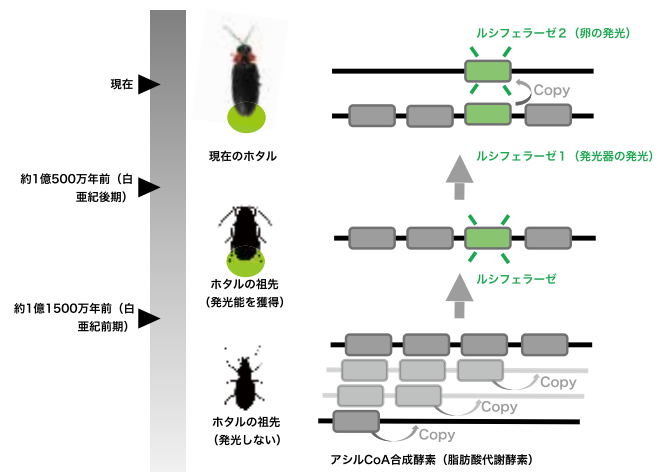 ルシフェラーゼ２（卵の発光）
現在
Copy
現在のホタル
ルシフェラーゼ１（発光器の発光）
約1億500万年前（白
亜紀後期）
ホタルの祖先
（発光能を獲得）
ルシフェラーゼ
約1億1500万年前（白
亜紀前期）
Copy
Copy
ホタルの祖先
（発光しない）
Copy
アシルCoA合成酵素（脂肪酸代謝酵素）